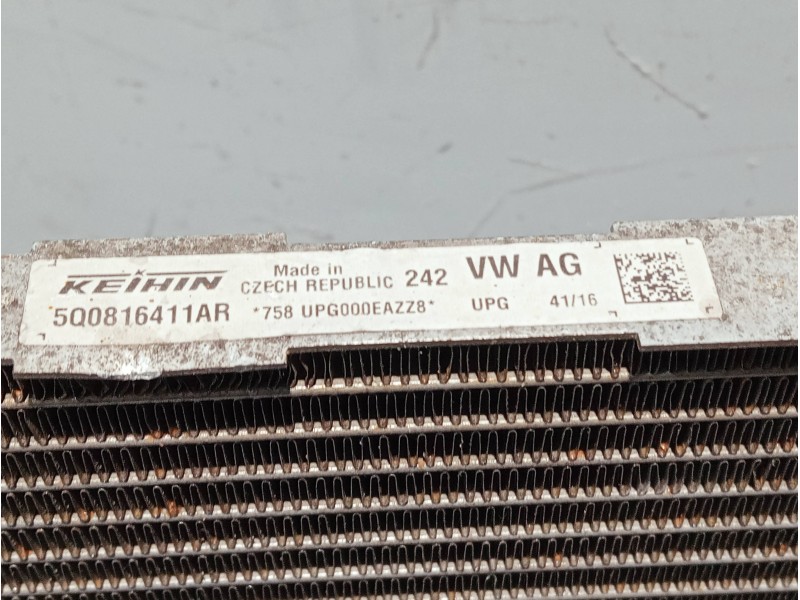 KEIHIN Made in CZECH REPUBLIC 242 VW AG
5Q0816411AR *758 UPG000EAZZ8* UPG 41/16